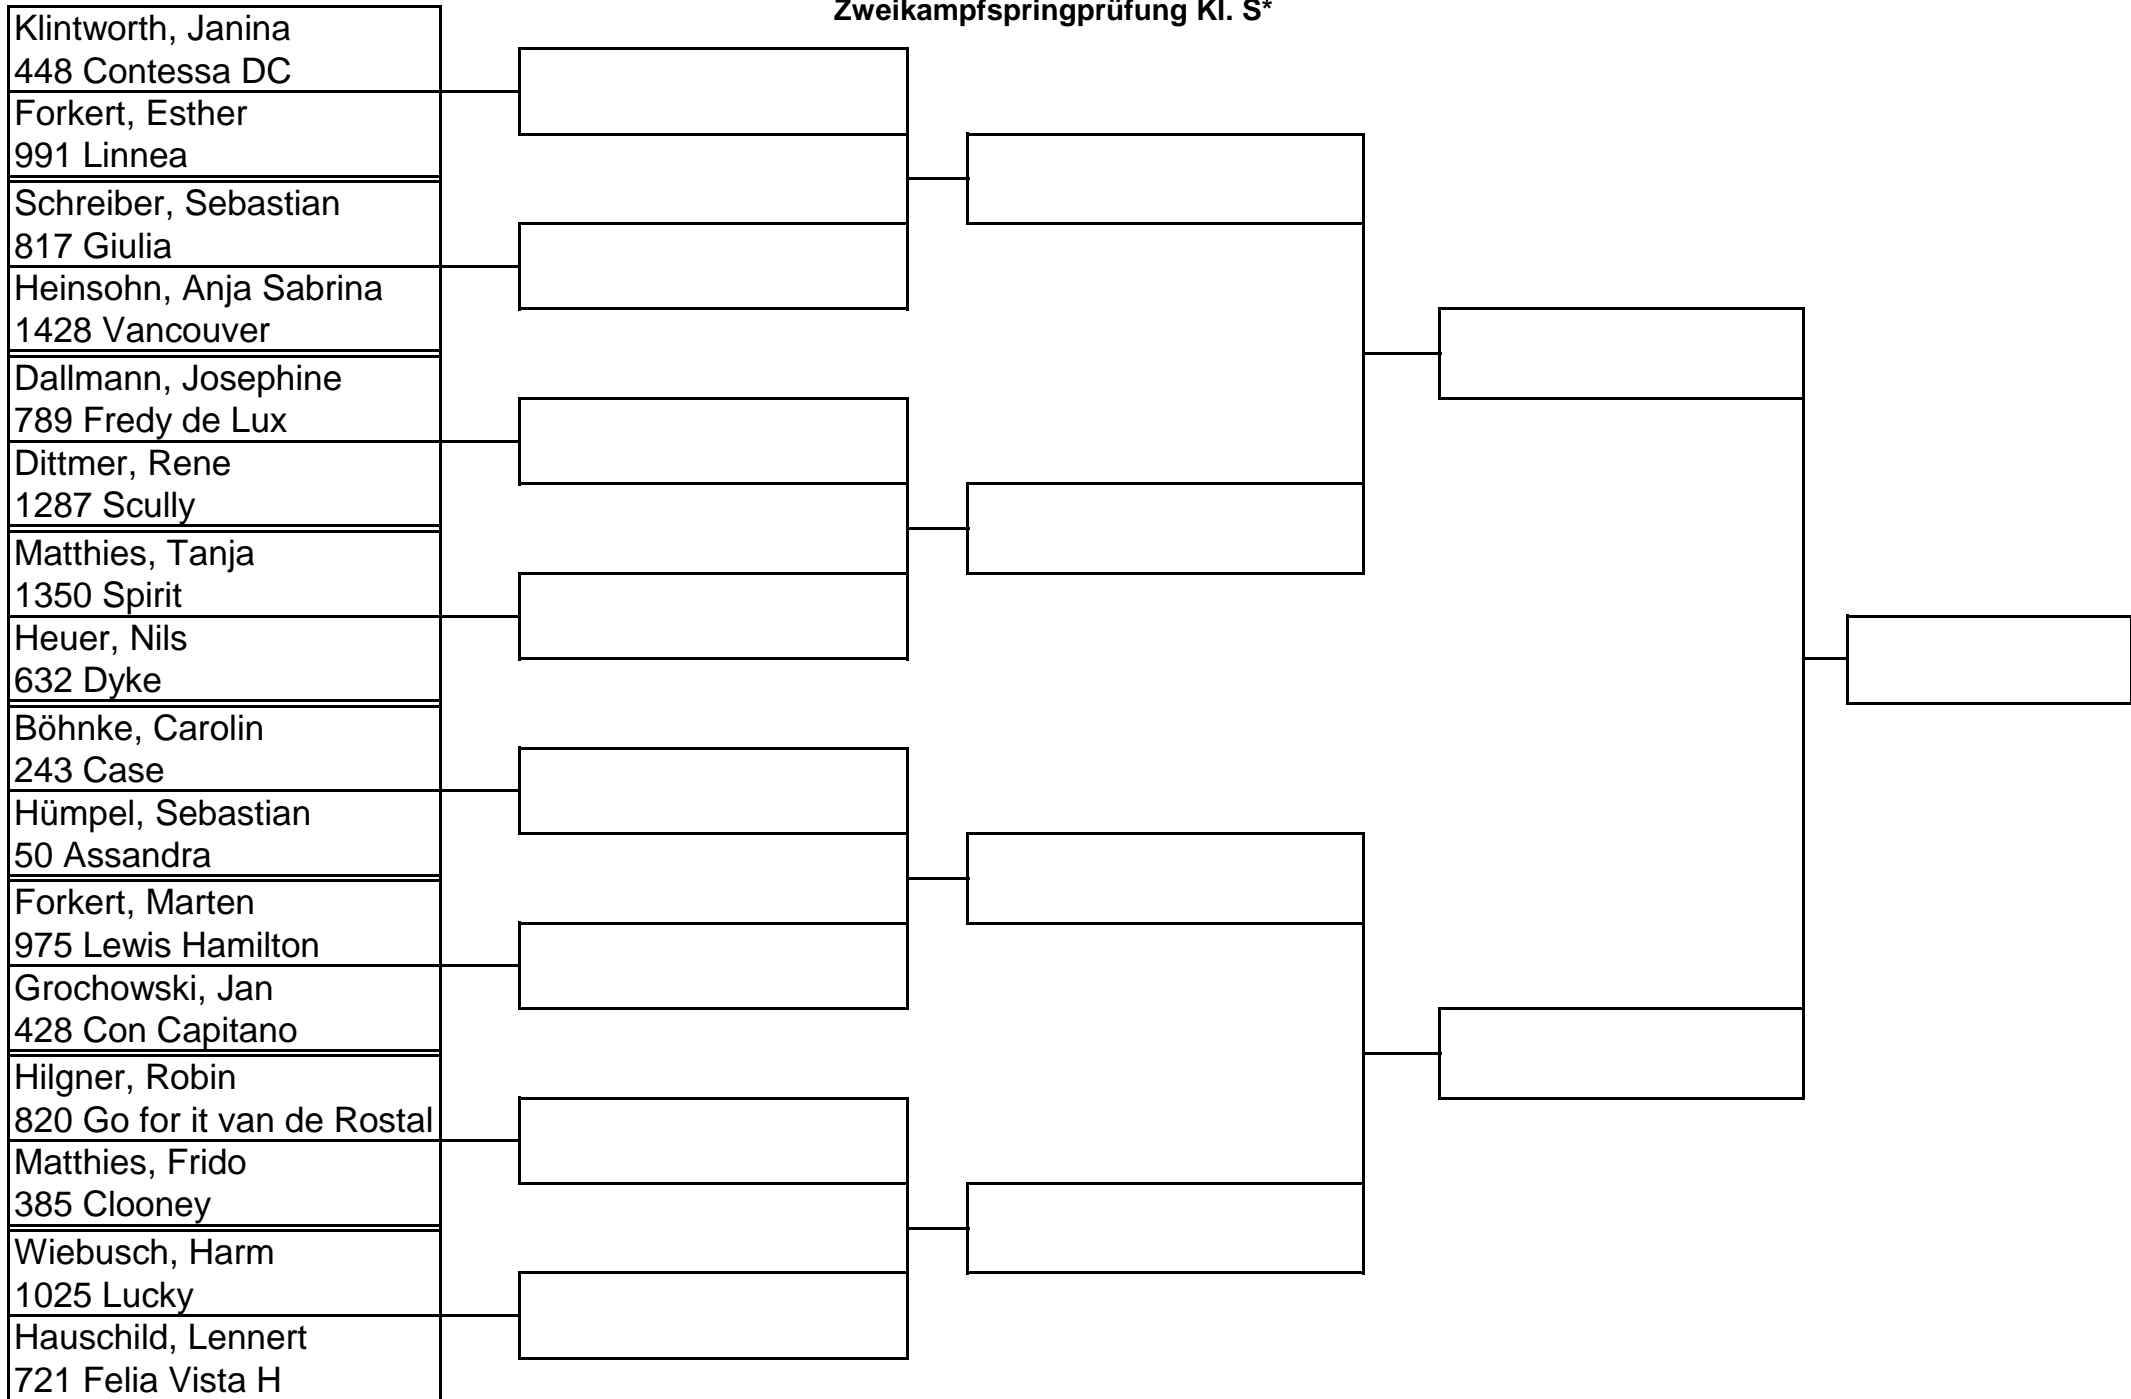 Zweikampfspringprüfung Kl. S*
Klintworth, Janina
448 Contessa DC
Forkert, Esther
991 Linnea
Schreiber, Sebastian
817 Giulia
Heinsohn, Anja Sabrina
1428 Vancouver
Dallmann, Josephine
789 Fredy de Lux
Dittmer, Rene
1287 Scully
Matthies, Tanja
1350 Spirit
Heuer, Nils
632 Dyke
Böhnke, Carolin
243 Case
Hümpel, Sebastian
50 Assandra
Forkert, Marten
975 Lewis Hamilton
Grochowski, Jan
428 Con Capitano
Hilgner, Robin
820 Go for it van de Rostal
Matthies, Frido
385 Clooney
Wiebusch, Harm
1025 Lucky
Hauschild, Lennert
721 Felia Vista H